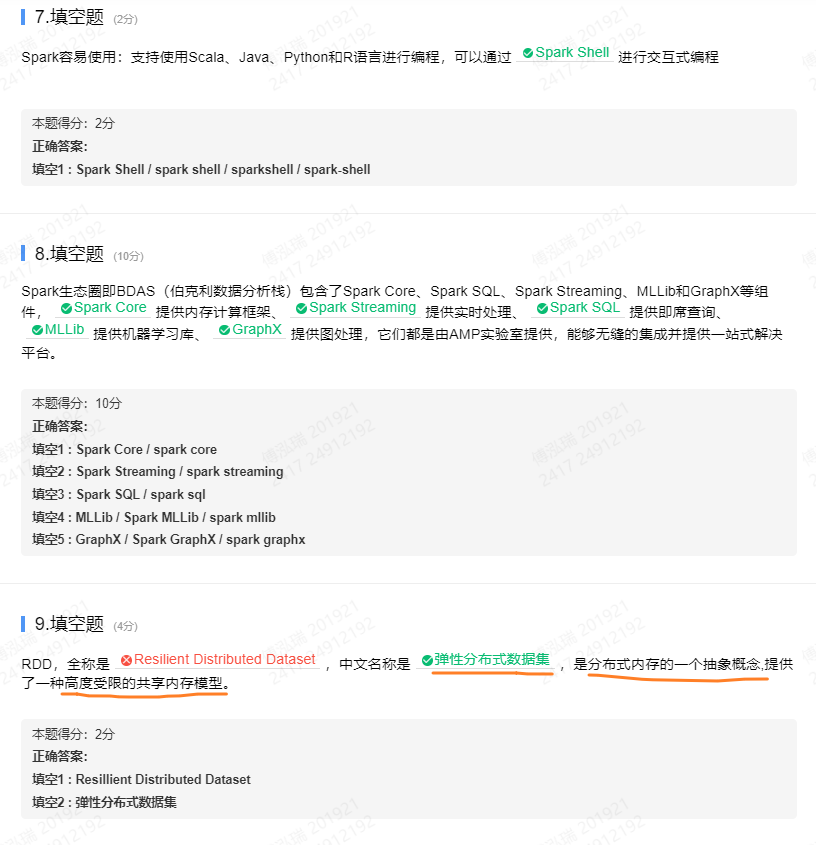 7.填空题 (2分)
Spark容易使用：支持使用Scala、Java、Python和R语言进行编程，可以通过 Spark Shell 进行交互式编程
本题得分：2分
正确答案:
填空1 : Spark Shell / spark shell / sparkshell / spark-shell
8.填空题 (10分)
Spark生态圈即BDAS（伯克利数据分析栈）包含了Spark Core、Spark SQL、Spark Streaming、MLLib和GraphX等组
件， Spark Core 提供内存计算框架、 Spark Streaming 提供实时处理、 Spark SQL 提供即席查询、
MLLib 提供机器学习库、 GraphX 提供图处理，它们都是由AMP实验室提供，能够无缝的集成并提供一站式解决
平台。
本题得分：10分
正确答案:
填空1 : Spark Core / spark core
填空2 : Spark Streaming / spark streaming
填空3 : Spark SQL / spark sql
填空4 : MLLib / Spark MLLib / spark mllib
填空5 : GraphX / Spark GraphX / spark graphx
9.填空题 (4分)
RDD，全称是 Resilient Distributed Dataset ，中文名称是 弹性分布式数据集 ，是分布式内存的一个抽象概念,提供
了一种高度受限的共享内存模型。
本题得分：2分
正确答案:
填空1 : Resillient Distributed Dataset
填空2 : 弹性分布式数据集
傅泓瑞 201921
2417 24912192